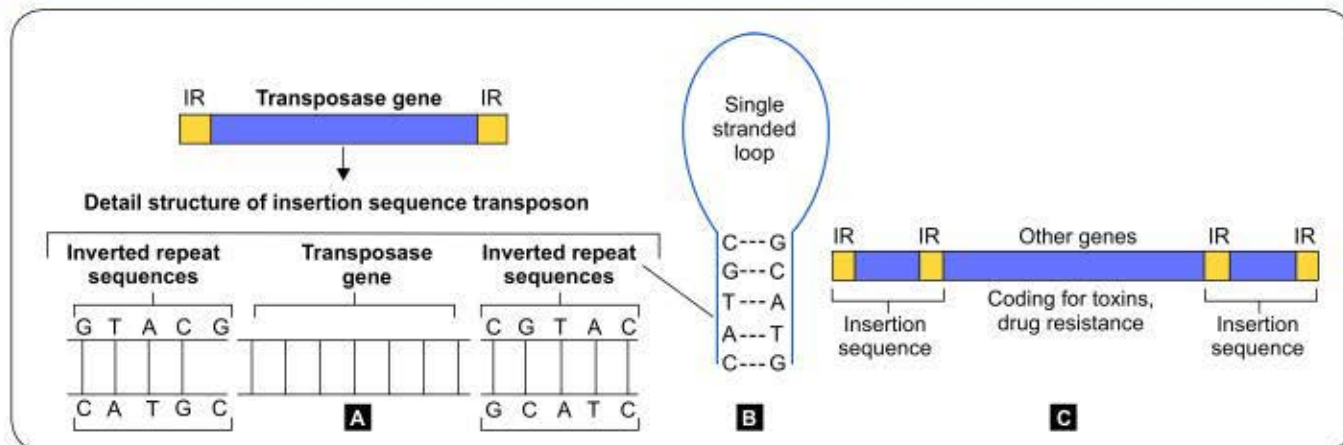 IR Transposase gene IR
Detail structure of insertion sequence transposon
Inverted repeat
sequences
Transposase
gene
Inverted repeat
sequences
G T A C G
C G T A C
C A T G C
G C A T C
A
Single
stranded
loop
C---G
G---C
T---A
A---T
C---G
B
IR IR Other genes IR IR
Insertion
sequence
Coding for toxins,
drug resistance
Insertion
sequence
C